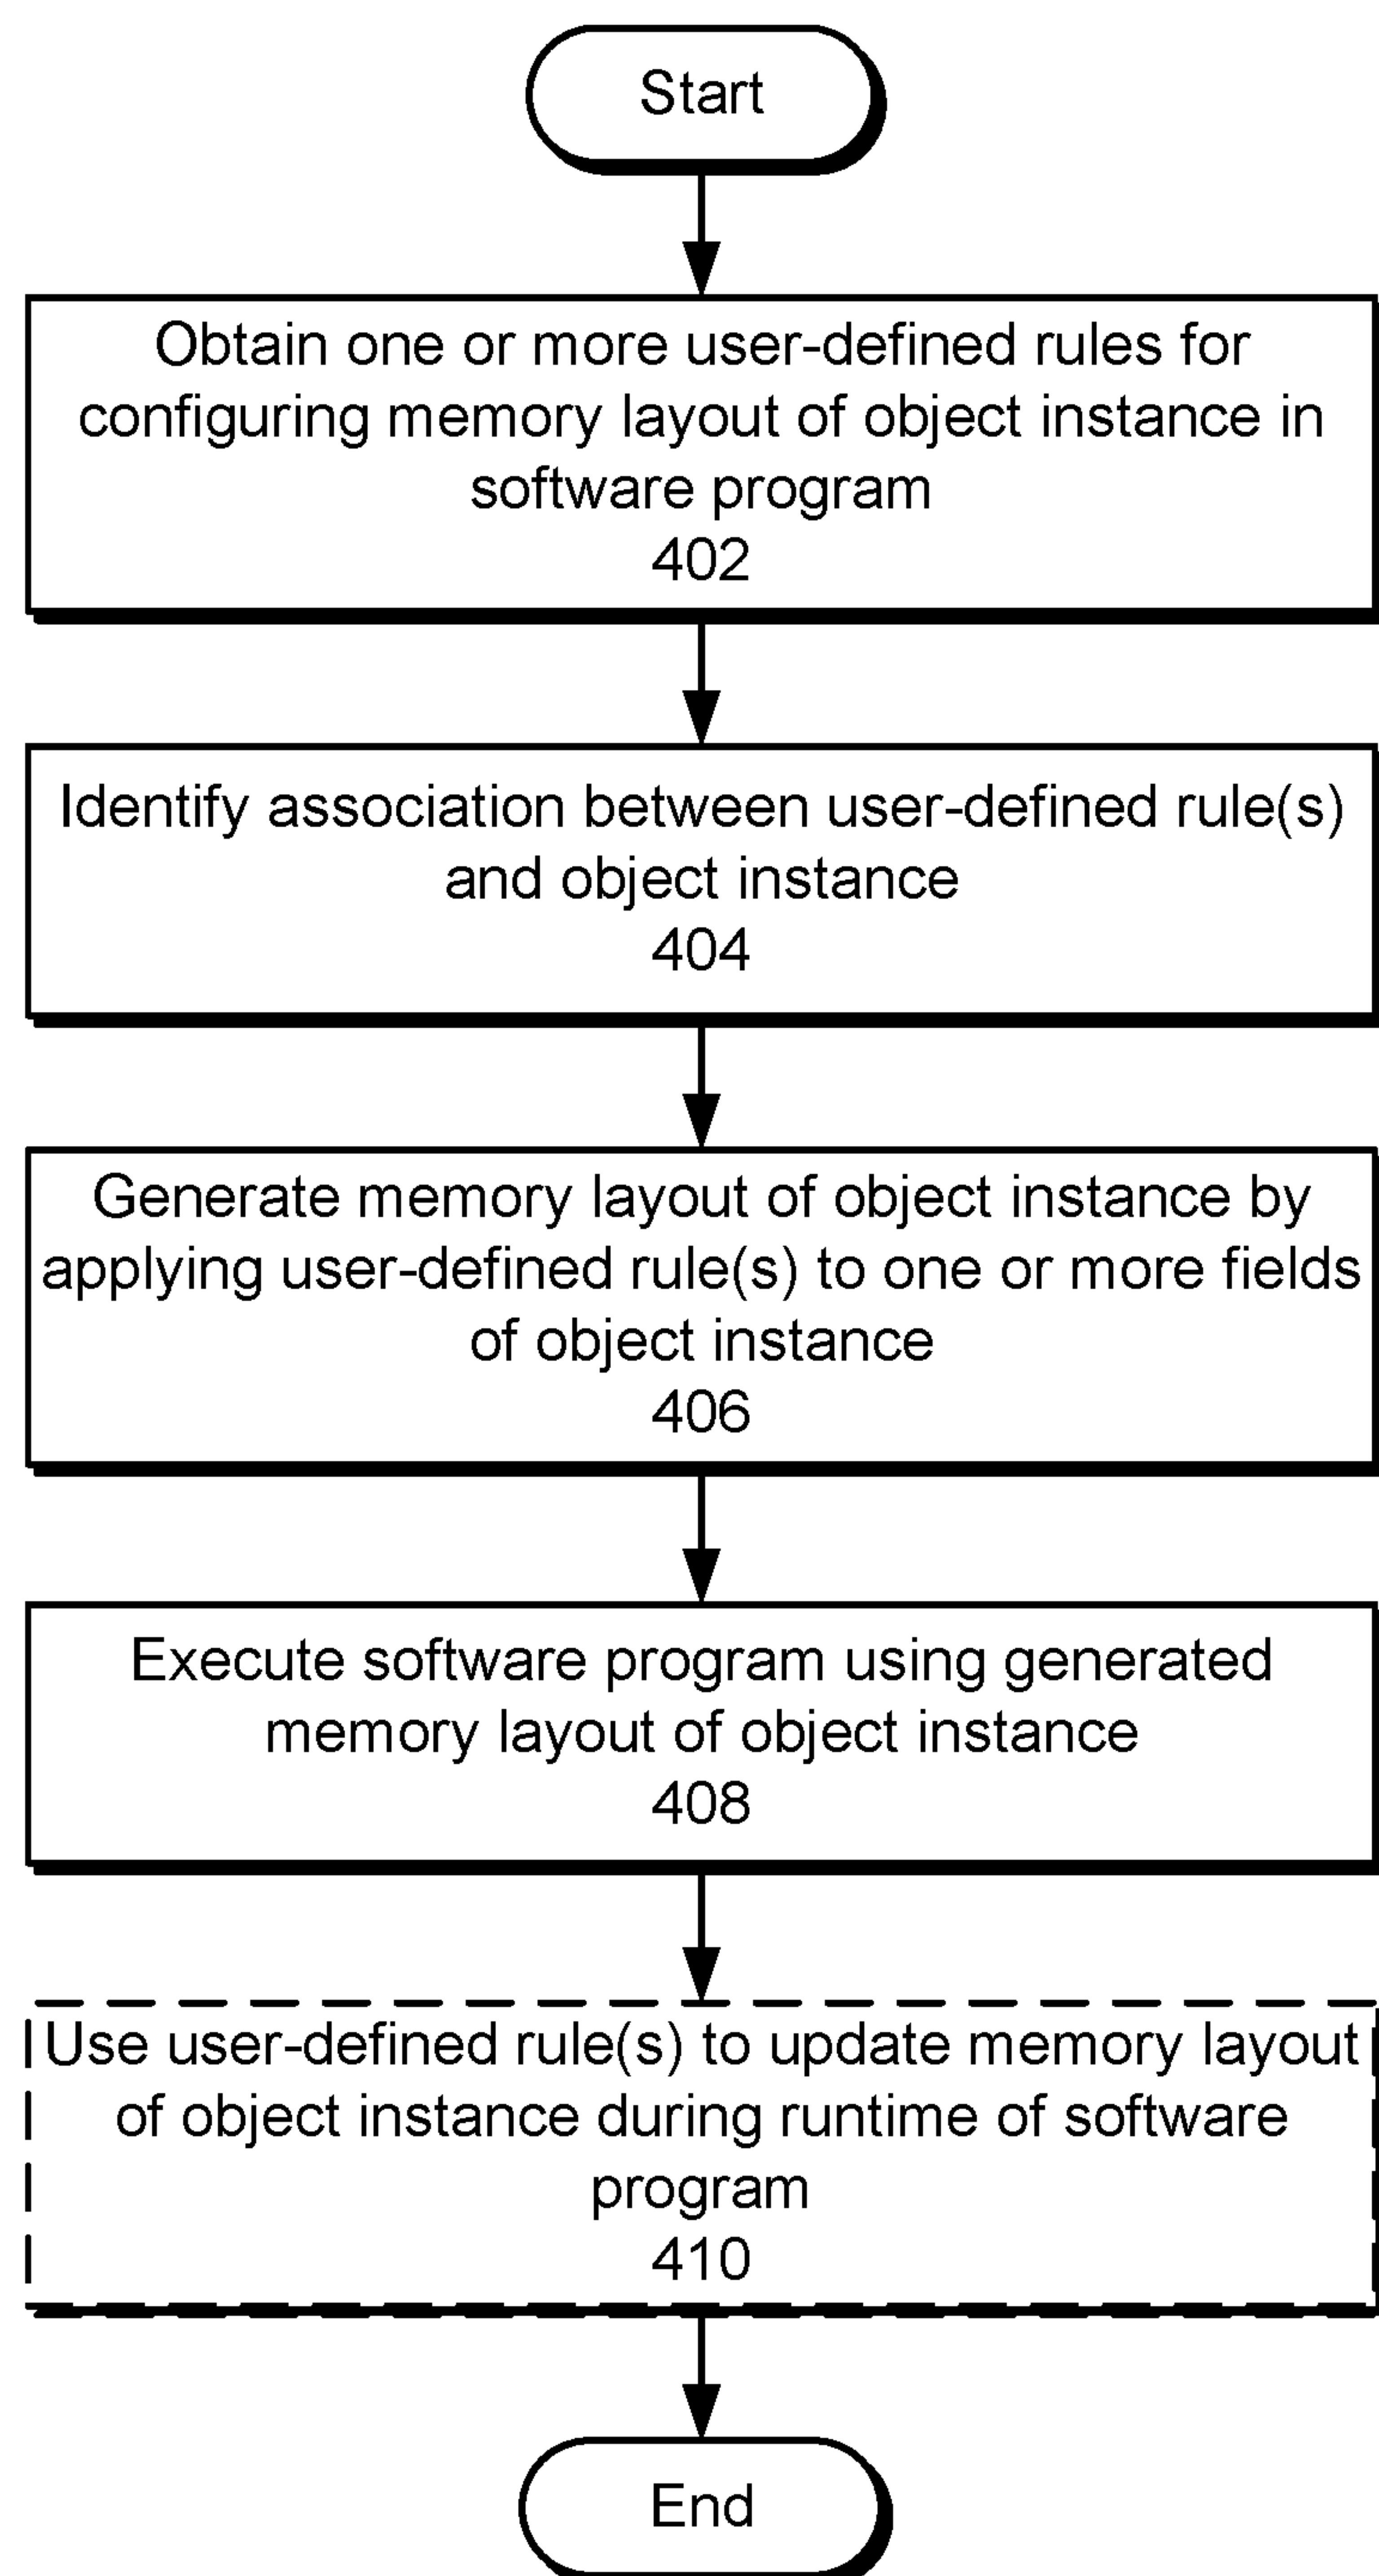 Start
Obtain one or more user-defined rules for
configuring memory layout of object instance in
software program
402
Identify association between user-defined rule(s)
and object instance
404
Generate memory layout of object instance by
applying user-defined rule(s) to one or more fields
of object instance
406
Execute software program using generated
memory layout of object instance
408
Use user-defined rule(s) to update memory layout
of object instance during runtime of software
program
410
End